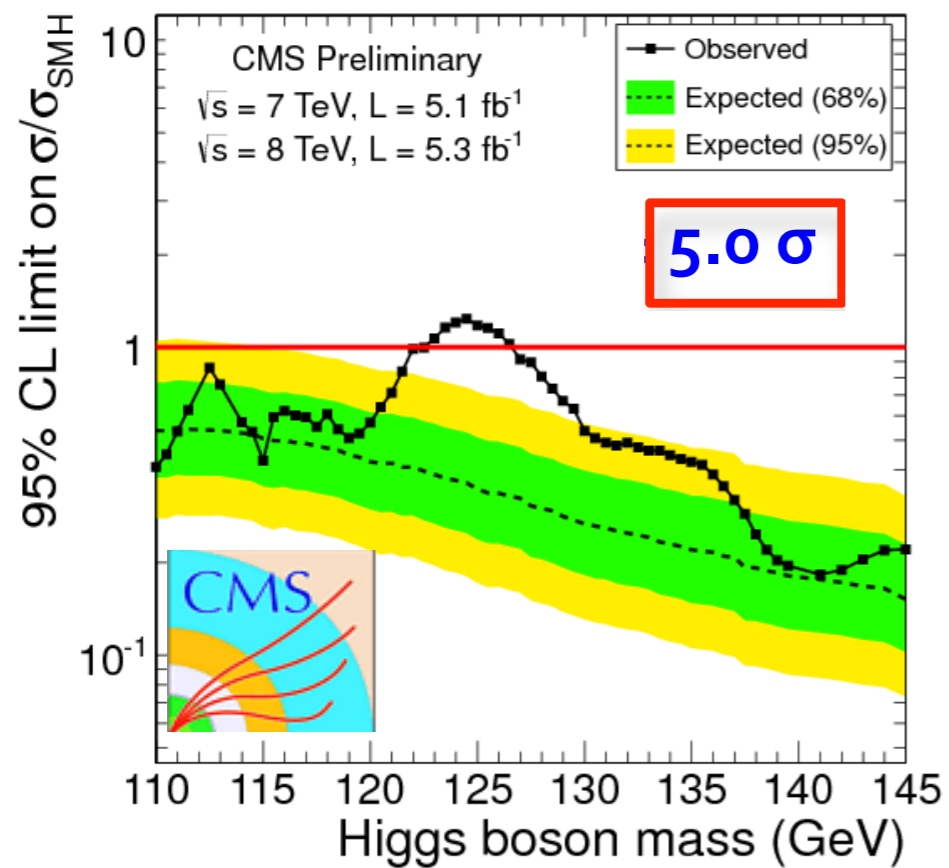 10
CMS Preliminary
√s = 7 TeV, L = 5.1 fb⁻¹
√s = 8 TeV, L = 5.3 fb⁻¹
Observed
Expected (68%)
Expected (95%)
5.0 σ
95% CL limit on σ/σSMH
1
10⁻¹
CMS
110 115 120 125 130 135 140 145
Higgs boson mass (GeV)